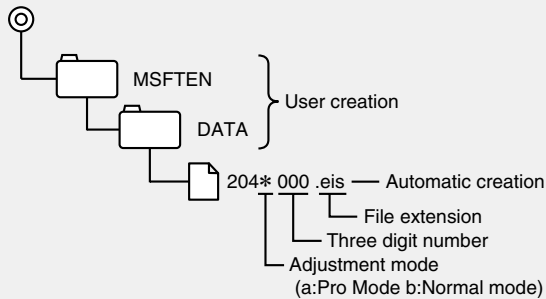 MSFTEN
User creation
DATA
204* 000 .eis
Automatic creation
File extension
Three digit number
Adjustment mode
(a:Pro Mode b:Normal mode)